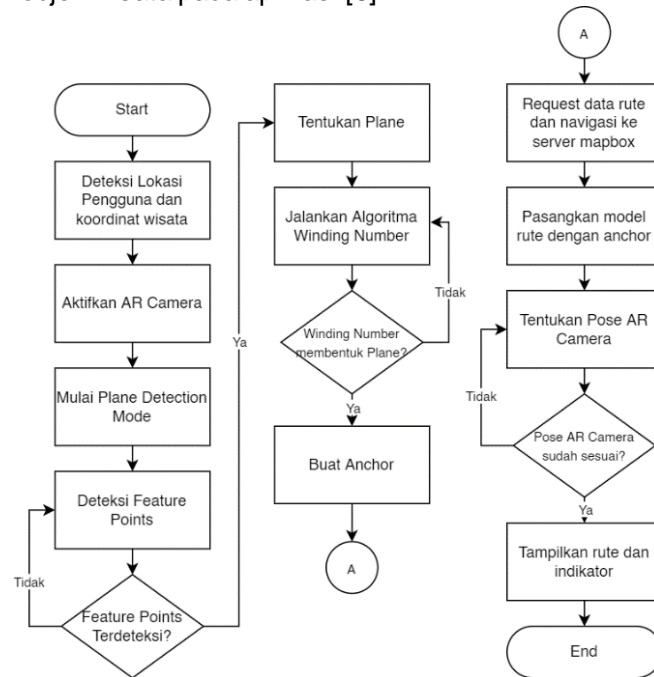 Start
Deteksi Lokasi
Pengguna dan
koordinat wisata
Aktifkan AR Camera
Mulai Plane Detection
Mode
Deteksi Feature
Points
Tidak
Feature Points
Terdeteksi?
Ya
Tentukan Plane
Jalankan Algoritma
Winding Number
Tidak
Winding Number
membentuk Plane?
Ya
Buat Anchor
A
A
Request data rute
dan navigasi ke
server mapbox
Pasangkan model
rute dengan anchor
Tentukan Pose AR
Camera
Tidak
Pose AR Camera
sudah sesuai?
Ya
Tampilkan rute dan
indikator
End